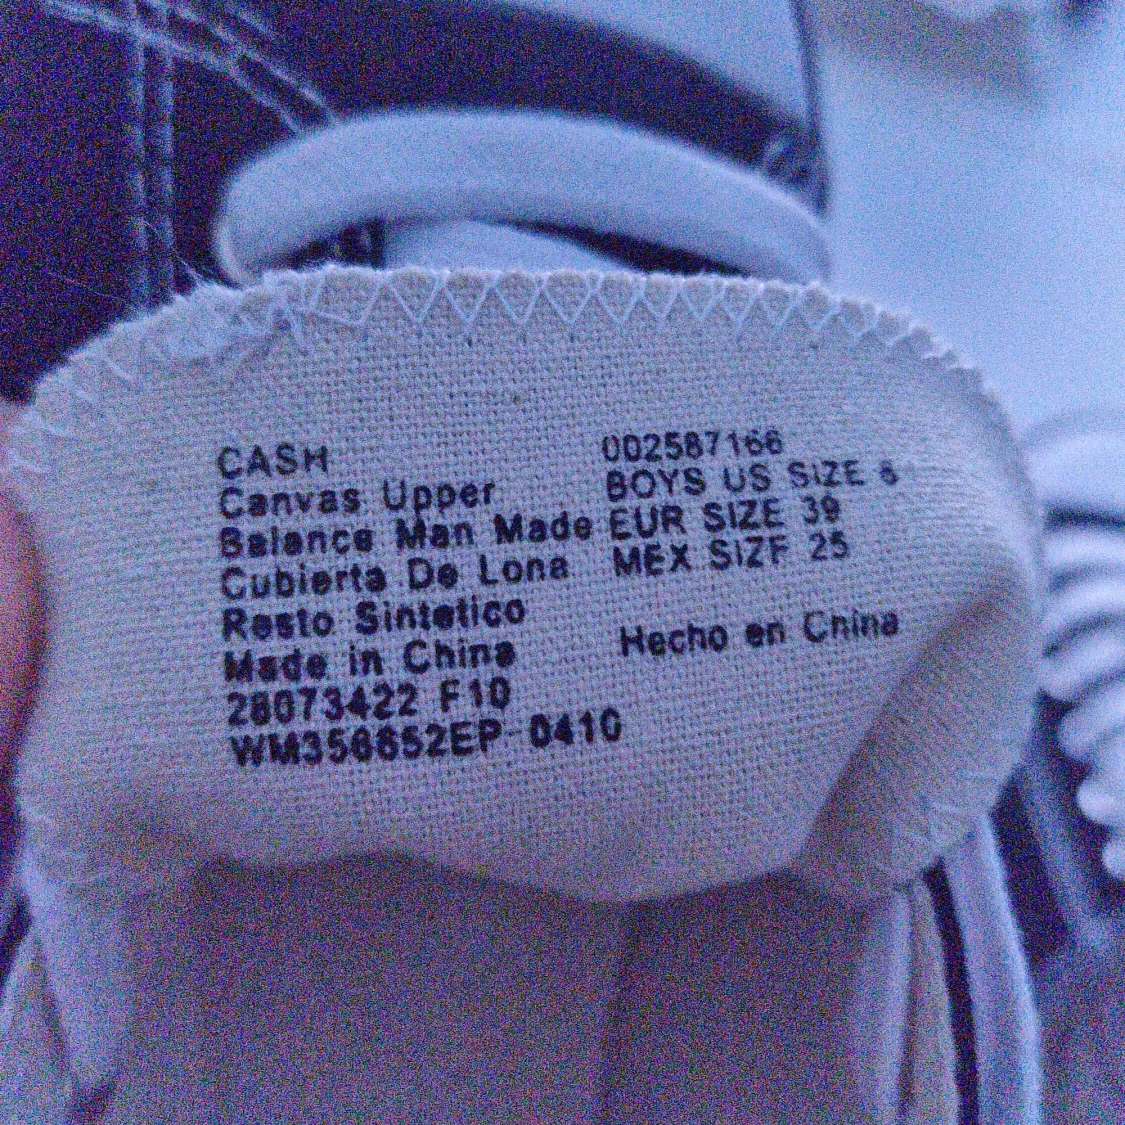 CASH
Canvas Upper
Balance Man Made
Cubierta De Lona
Resto Sintetico
Made in China
28073422 F10
WM356652EP-0410
002587166
BOYS US SIZE 6
EUR SIZE 39
MEX SIZE 25
Hecho en China